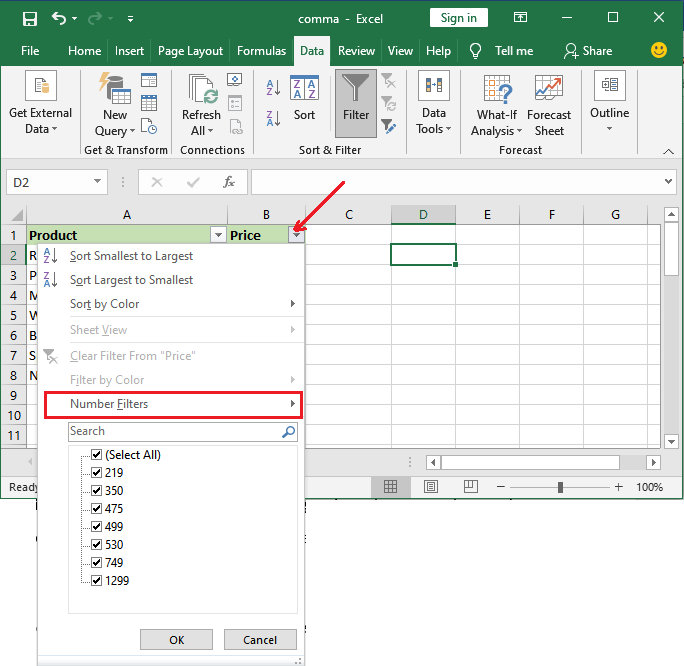 comma - Excel
Sign in
File Home Insert Page Layout Formulas Data Review View Help Tell me Share
Get External Data
New Query
Get & Transform
Refresh All
Connections
Sort
Filter
Sort & Filter
Data Tools
What-If Analysis
Forecast Sheet
Forecast
Outline
D2
fx
A B C D E F G
1 Product Price
2 R
3 P
4 M
5 W
6 B
7 S
8 N
9
10
11
Sort Smallest to Largest
Sort Largest to Smallest
Sort by Color
Sheet View
Clear Filter From "Price"
Filter by Color
Number Filters
Search
(Select All)
219
350
475
499
530
749
1299
OK Cancel
Ready
100%